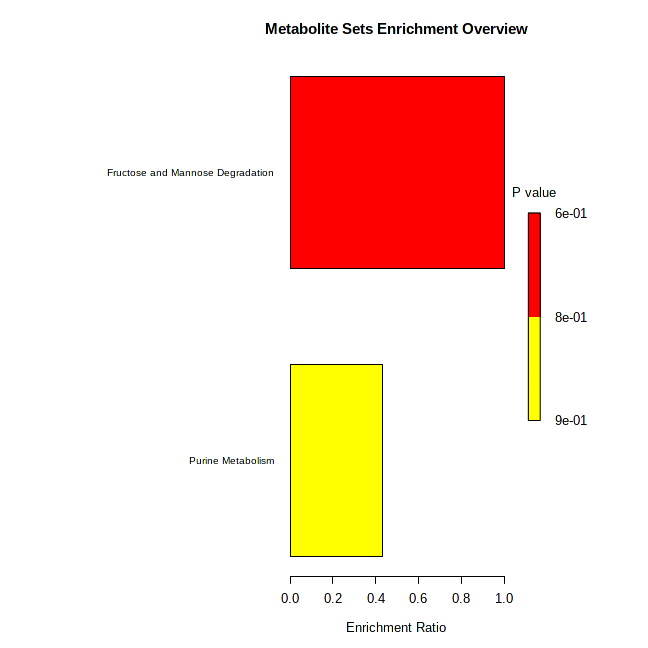 Metabolite Sets Enrichment Overview
Fructose and Mannose Degradation
P value
6e-01
8e-01
9e-01
Purine Metabolism
0.0 0.2 0.4 0.6 0.8 1.0
Enrichment Ratio